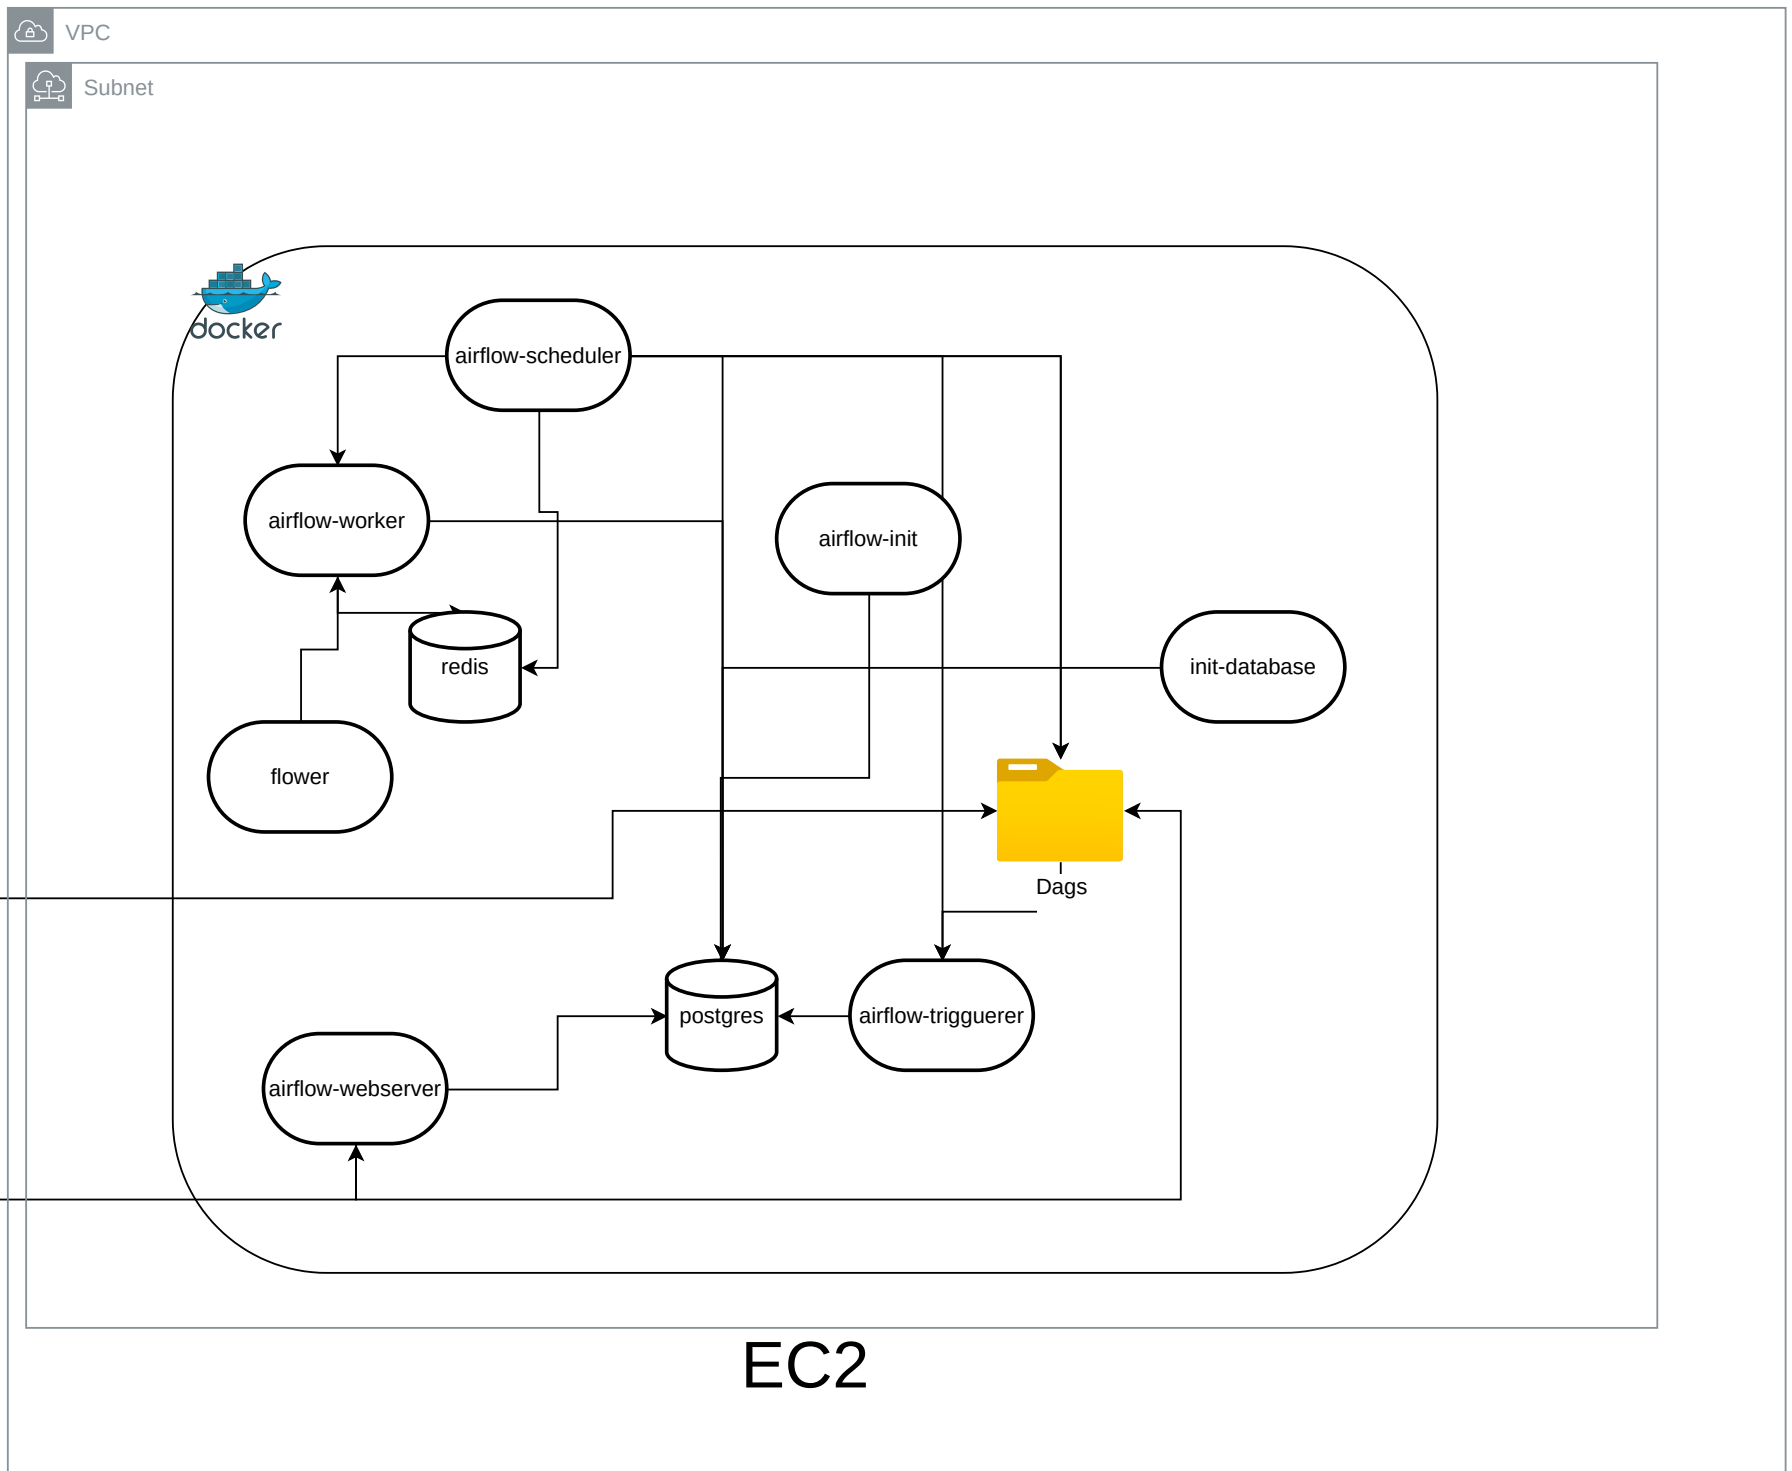 VPC
Subnet
docker
airflow-scheduler
airflow-worker
airflow-init
redis
init-database
flower
Dags
postgres
airflow-trigguerer
airflow-webserver
EC2